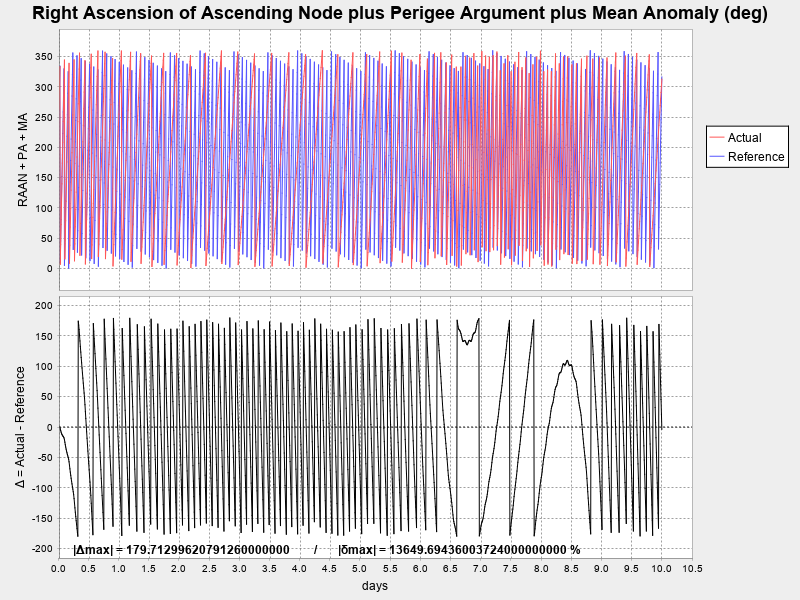 Right Ascension of Ascending Node plus Perigee Argument plus Mean Anomaly (deg)
RAAN + PA + MA
350
300
250
200
150
100
50
0
Actual
Reference
Δ = Actual - Reference
200
150
100
50
0
-50
-100
-150
-200
|Δmax| = 179.71299620791260000000 / |δmax| = 13649.69436003724000000000 %
0.0 0.5 1.0 1.5 2.0 2.5 3.0 3.5 4.0 4.5 5.0 5.5 6.0 6.5 7.0 7.5 8.0 8.5 9.0 9.5 10.0 10.5
days